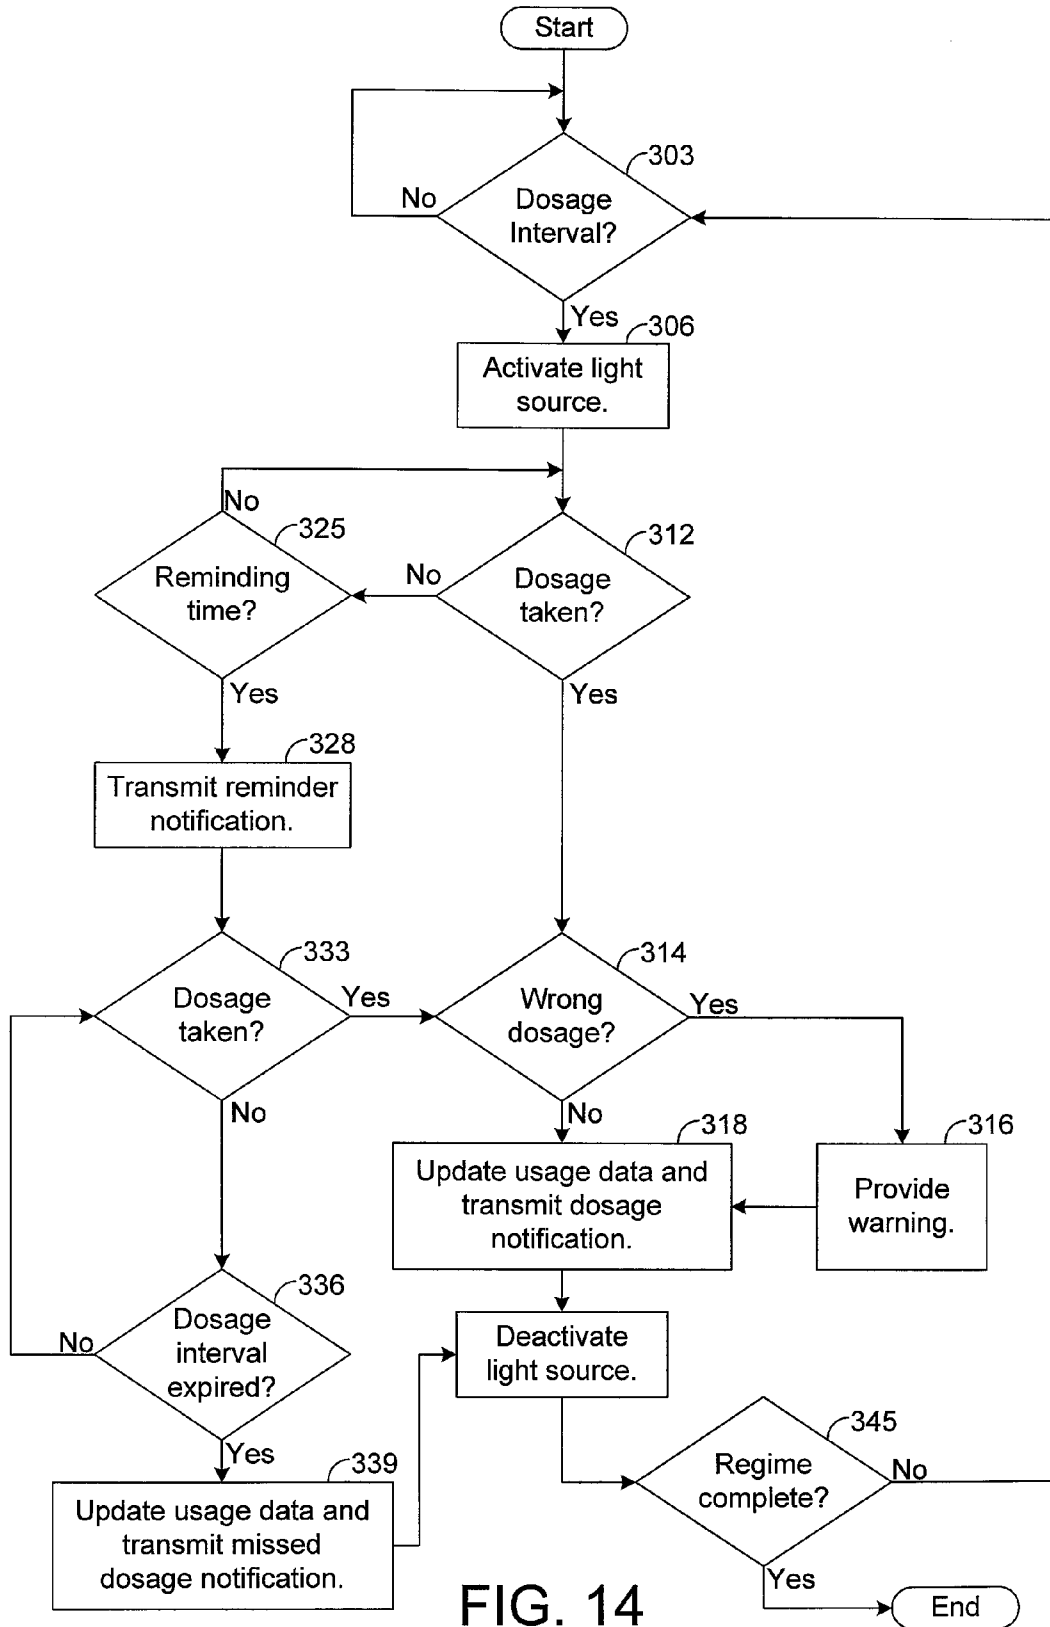 Start
303
No
Dosage
Interval?
Yes
306
Activate light
source.
No
325
312
Reminding
time?
No
Dosage
taken?
Yes
Yes
328
Transmit reminder
notification.
333
314
Dosage
taken?
Yes
Wrong
dosage?
Yes
No
No
318
316
Update usage data and
transmit dosage
notification.
Provide
warning.
336
Dosage
interval
expired?
No
Deactivate
light source.
Yes
345
339
Regime
complete?
No
Update usage data and
transmit missed
dosage notification.
Yes
End
FIG. 14